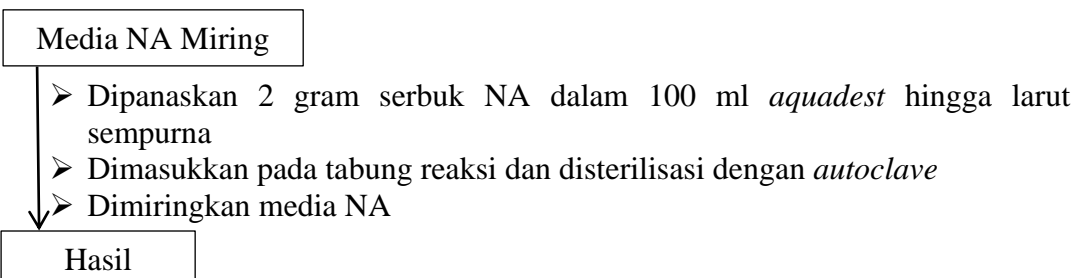 Media NA Miring
➢ Dipanaskan 2 gram serbuk NA dalam 100 ml aquadest hingga larut
sempurna
➢ Dimasukkan pada tabung reaksi dan disterilisasi dengan autoclave
➢ Dimiringkan media NA
Hasil